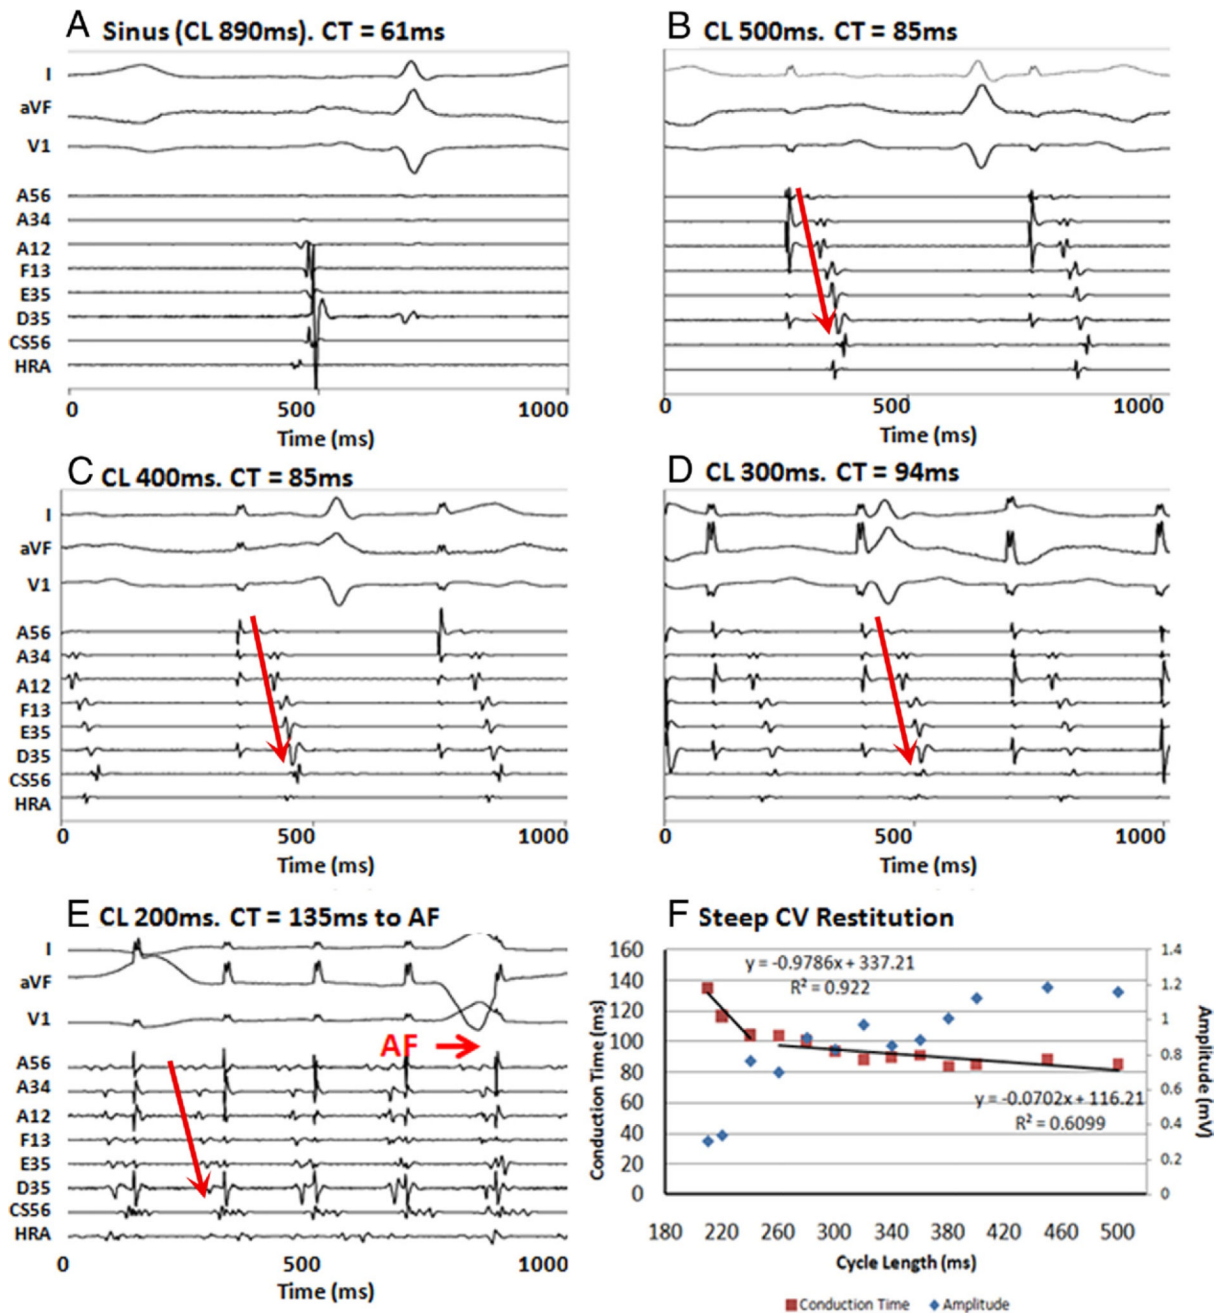 A Sinus (CL 890ms). CT = 61ms
I
aVF
V1
A56
A34
A12
F13
E35
D35
CS56
HRA
0 500 1000
Time (ms)
B CL 500ms. CT = 85ms
0 500 1000
Time (ms)
C CL 400ms. CT = 85ms
I
aVF
V1
A56
A34
A12
F13
E35
D35
CS56
HRA
0 500 1000
Time (ms)
D CL 300ms. CT = 94ms
0 500 1000
Time (ms)
E CL 200ms. CT = 135ms to AF
I
aVF
V1
AF
A56
A34
A12
F13
E35
D35
CS56
HRA
0 500 1000
Time (ms)
F Steep CV Restitution
160
140
120
100
80
60
40
20
0
Conduction Time (ms)
y = -0.9786x + 337.21
R² = 0.922
y = -0.0702x + 116.21
R² = 0.6099
1.4
1.2
1
0.8
0.6
0.4
0.2
0
Amplitude (mV)
180 220 260 300 340 380 420 460 500
Cycle Length (ms)
Conduction Time Amplitude